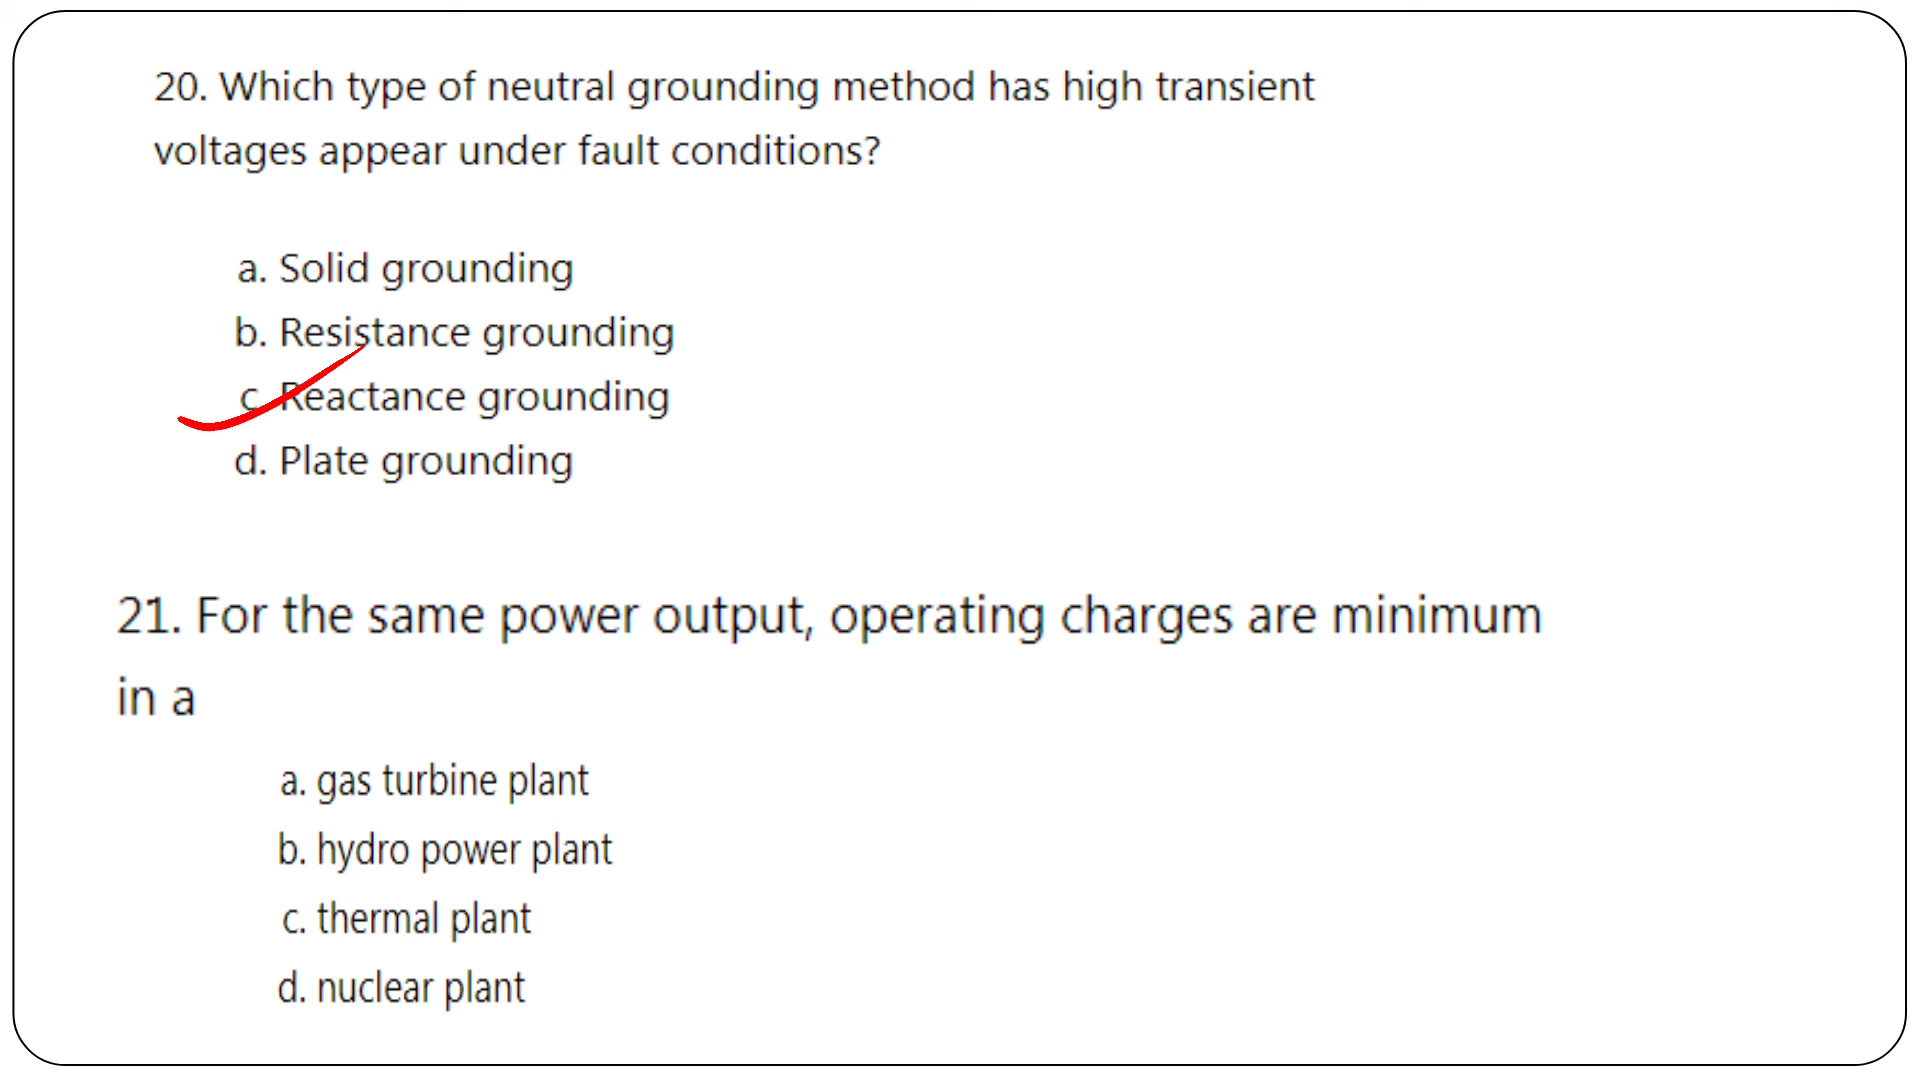 20. Which type of neutral grounding method has high transient
voltages appear under fault conditions?
a. Solid grounding
b. Resistance grounding
c. Reactance grounding
d. Plate grounding
21. For the same power output, operating charges are minimum
in a
a. gas turbine plant
b. hydro power plant
c. thermal plant
d. nuclear plant